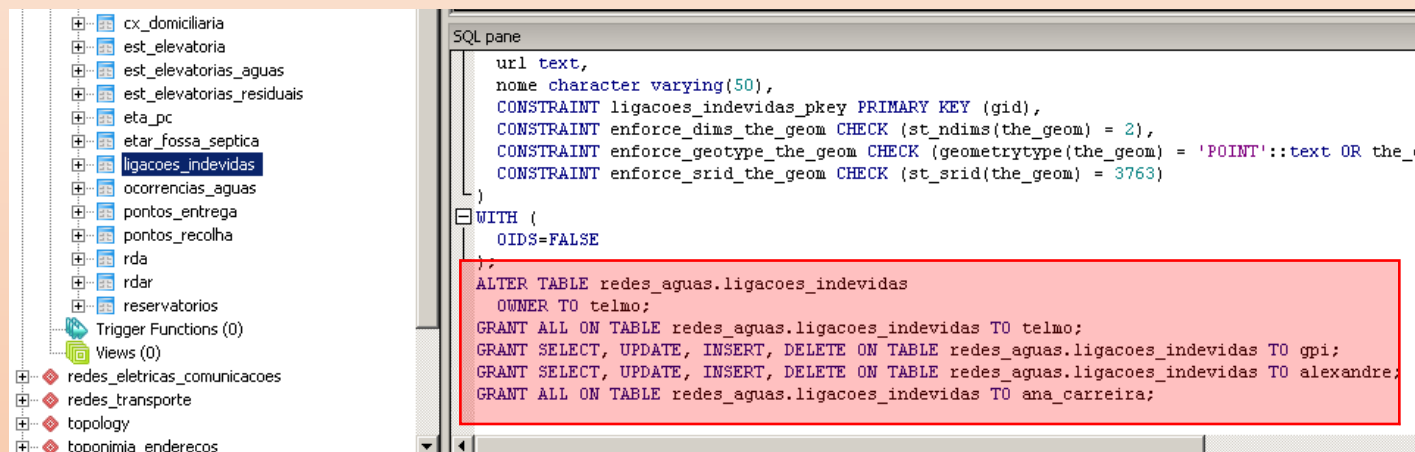 cx_domiciliaria
est_elevatoria
est_elevatorias_aguas
est_elevatorias_residuais
eta_pc
etar_fossa_septica
ligacoes_indevidas
ocorrencias_aguas
pontos_entrega
pontos_recolha
rda
rdar
reservatorios
Trigger Functions (0)
Views (0)
redes_eletricas_comunicacoes
redes_transporte
topology
toponimia_enderecos
SQL pane
url text,
nome character varying(50),
CONSTRAINT ligacoes_indevidas_pkey PRIMARY KEY (gid),
CONSTRAINT enforce_dims_the_geom CHECK (st_ndims(the_geom) = 2),
CONSTRAINT enforce_geotype_the_geom CHECK (geometrytype(the_geom) = 'POINT'::text OR the_
CONSTRAINT enforce_srid_the_geom CHECK (st_srid(the_geom) = 3763)
)
WITH (
OIDS=FALSE
);
ALTER TABLE redes_aguas.ligacoes_indevidas
OWNER TO telmo;
GRANT ALL ON TABLE redes_aguas.ligacoes_indevidas TO telmo;
GRANT SELECT, UPDATE, INSERT, DELETE ON TABLE redes_aguas.ligacoes_indevidas TO gpi;
GRANT SELECT, UPDATE, INSERT, DELETE ON TABLE redes_aguas.ligacoes_indevidas TO alexandre;
GRANT ALL ON TABLE redes_aguas.ligacoes_indevidas TO ana_carreira;